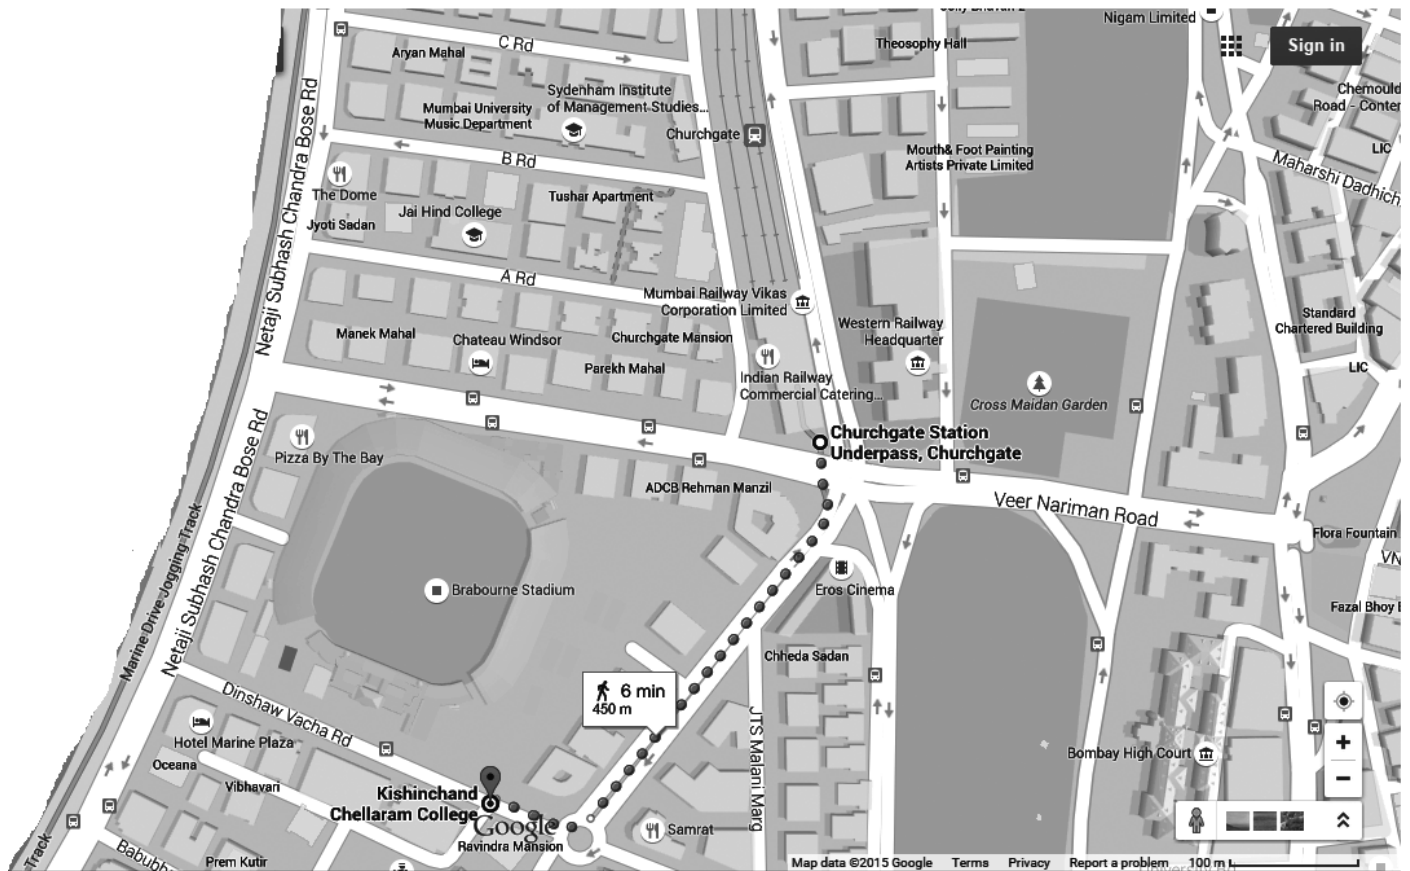 Nigam Limited
Sign in
C Rd
Aryan Mahal
Theosophy Hall
Sydenham Institute
of Management Studies...
Mumbai University
Music Department
Churchgate
Chemould
Road - Conter
LIC
B Rd
Mouth& Foot Painting
Artists Private Limited
Maharshi Dadhich
The Dome
Tushar Apartment
Jai Hind College
Jyoti Sadan
Netaji Subhash Chandra Bose Rd
A Rd
Mumbai Railway Vikas
Corporation Limited
Western Railway
Headquarter
Standard
Chartered Building
Manek Mahal
Chateau Windsor
Churchgate Mansion
Parekh Mahal
Indian Railway
Commercial Catering...
LIC
Cross Maidan Garden
Churchgate Station
Underpass, Churchgate
Pizza By The Bay
Netaji Subhash Chandra Bose Rd
ADCB Rehman Manzil
Veer Nariman Road
Flora Fountain
VN
Marine Drive Jogging Track
Brabourne Stadium
Eros Cinema
Fazal Bhoy
Chheda Sadan
6 min
450 m
Dinshaw Vacha Rd
JTS Malani Marg
Hotel Marine Plaza
Oceana
Vibhavari
Bombay High Court
Kishinchand
Chellaram College
Google
Ravindra Mansion
Samrat
Track
Babubh
Prem Kutir
Map data ©2015 Google Terms Privacy Report a problem 100 m